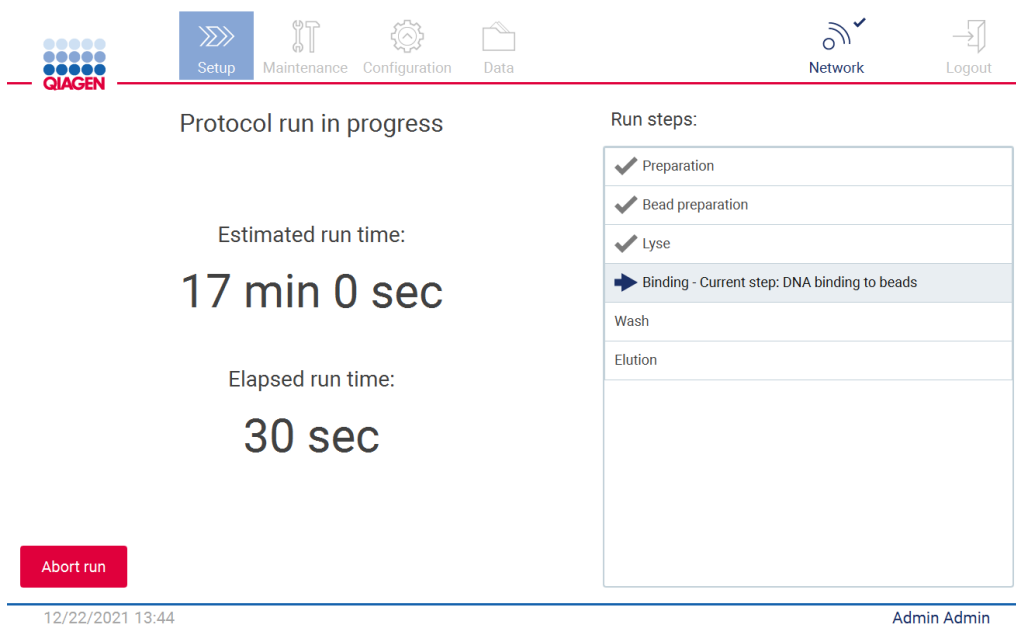 QIAGEN
Setup
Maintenance
Configuration
Data
Network
Logout
Protocol run in progress
Estimated run time:
17 min 0 sec
Elapsed run time:
30 sec
Abort run
Run steps:
Preparation
Bead preparation
Lyse
Binding - Current step: DNA binding to beads
Wash
Elution
12/22/2021 13:44
Admin Admin